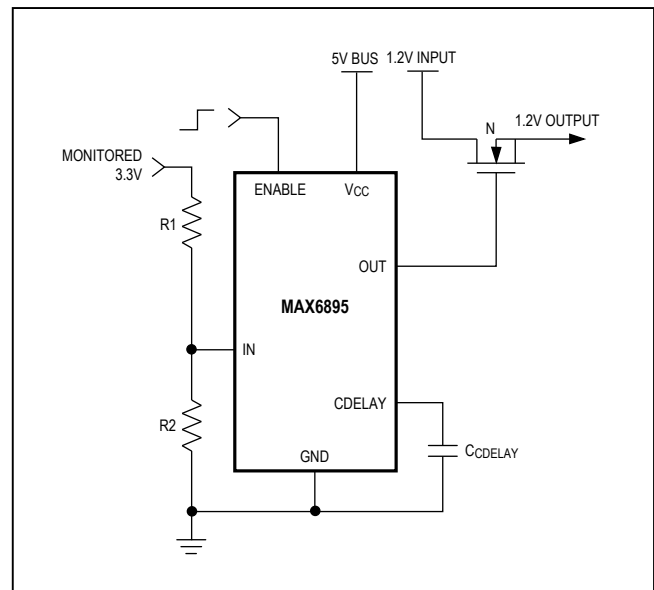 5V BUS 1.2V INPUT
N 1.2V OUTPUT
MONITORED
3.3V
ENABLE VCC
R1
OUT
MAX6895
IN
CDELAY
R2
GND
CCDELAY